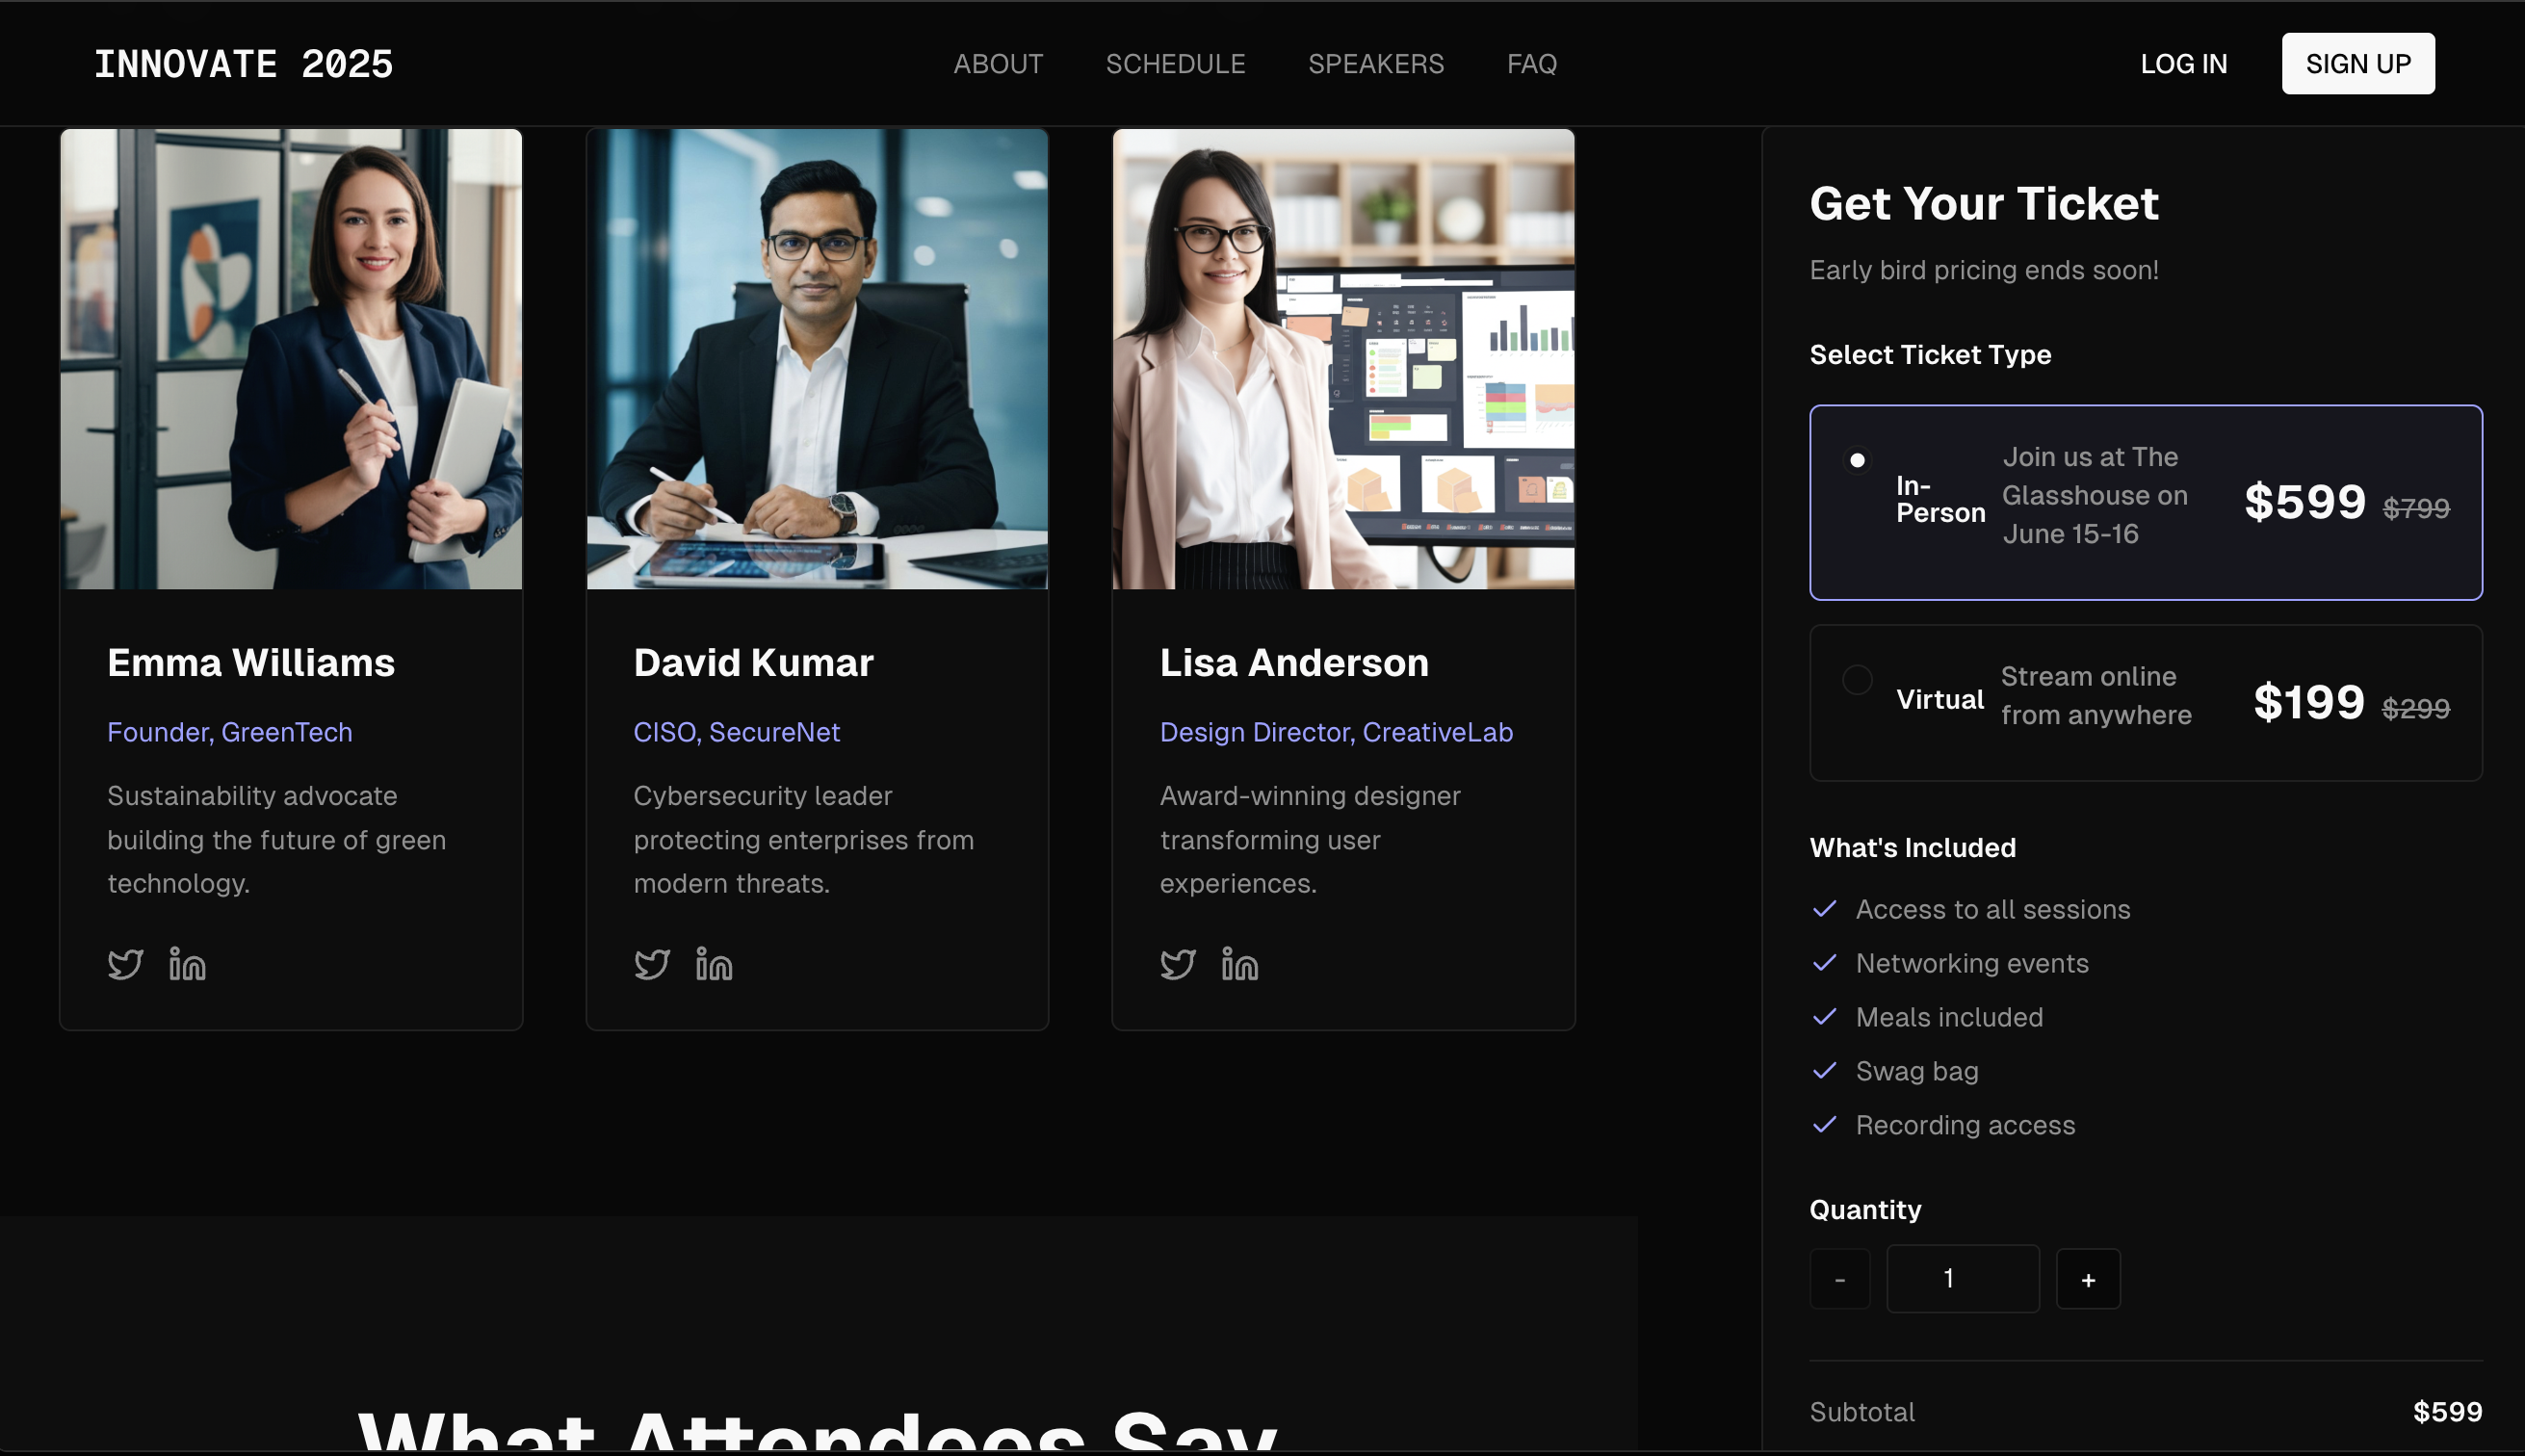 INNOVATE 2025
ABOUT
SCHEDULE
SPEAKERS
FAQ
LOG IN
SIGN UP
Emma Williams
Founder, GreenTech
Sustainability advocate
building the future of green
technology.
David Kumar
CISO, SecureNet
Cybersecurity leader
protecting enterprises from
modern threats.
Lisa Anderson
Design Director, CreativeLab
Award-winning designer
transforming user
experiences.
What Attendees Say
Get Your Ticket
Early bird pricing ends soon!
Select Ticket Type
In-
Person
Join us at The
Glasshouse on
June 15-16
$599 $799
Virtual
Stream online
from anywhere
$199 $299
What's Included
Access to all sessions
Networking events
Meals included
Swag bag
Recording access
Quantity
- 1 +
Subtotal $599